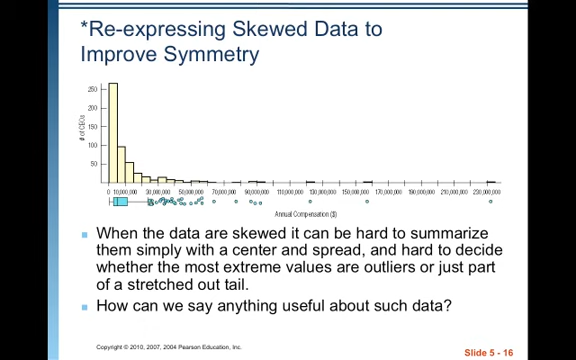 *Re-expressing Skewed Data to
Improve Symmetry
250
200
150
100
50
# of CEOs
0 10,000,000 30,000,000 50,000,000 70,000,000 90,000,000 110,000,000 130,000,000 150,000,000 170,000,000 190,000,000 210,000,000 230,000,000
Annual Compensation ($)
When the data are skewed it can be hard to summarize
them simply with a center and spread, and hard to decide
whether the most extreme values are outliers or just part
of a stretched out tail.
How can we say anything useful about such data?
Copyright © 2010, 2007, 2004 Pearson Education, Inc.
Slide 5 - 16